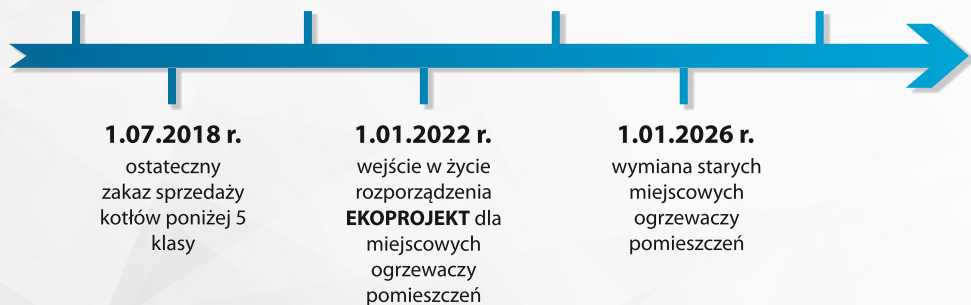 1.07.2018 r.
ostateczny
zakaz sprzedaży
kotłów poniżej 5
klasy
1.01.2022 r.
wejście w życie
rozporządzenia
EKOPROJEKT dla
miejscowych
ogrzewaczy
pomieszczeń
1.01.2026 r.
wymiana starych
miejscowych
ogrzewaczy
pomieszczeń